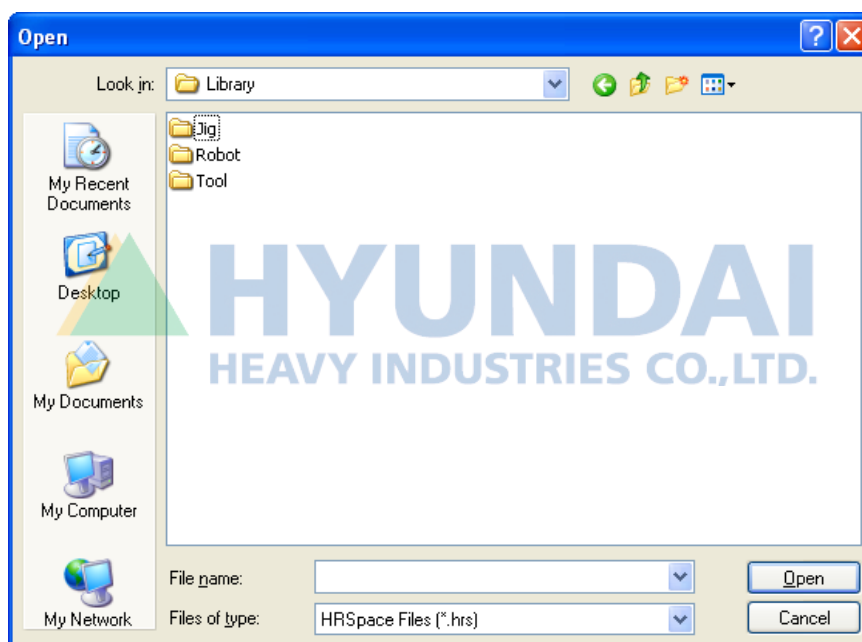 Open
Look in:
Library
Jig
Robot
Tool
My Recent
Documents
Desktop
My Documents
My Computer
My Network
HYUNDAI
HEAVY INDUSTRIES CO.,LTD.
File name:
Open
Files of type:
HRSpace Files (*.hrs)
Cancel